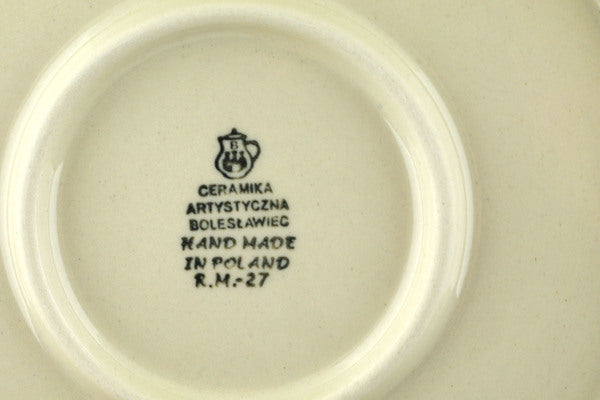 B
CERAMIKA
ARTYSTYCZNA
BOLESŁAWIEC
HAND MADE
IN POLAND
R.M.-27